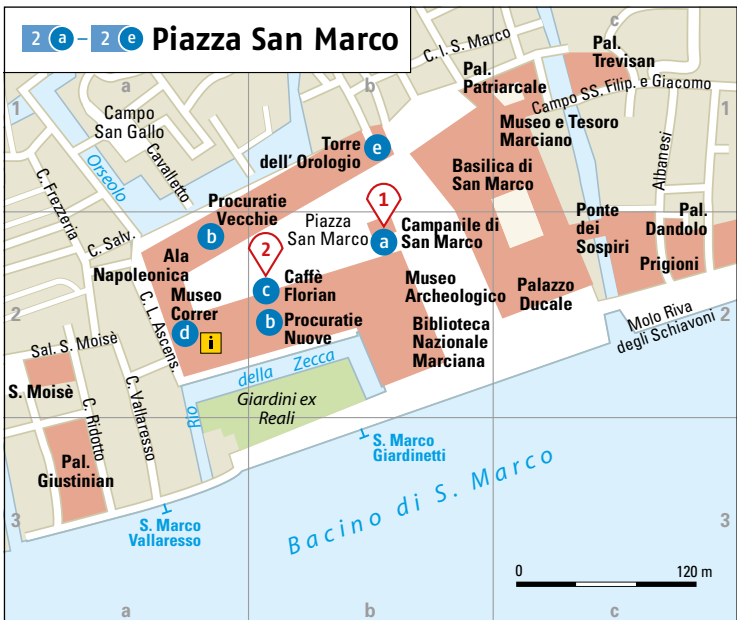 2 a - 2 e Piazza San Marco
a
b
c
1
1
C. I. S. Marco
Pal.
Trevisan
Pal.
Patriarcale
Campo SS. Filip. e Giacomo
Campo
San Gallo
Orseolo
Cavalletto
C. Frezzeria
Torre
dell' Orologio
e
Museo e Tesoro
Marciano
Basilica di
San Marco
Albanesi
1
Procuratie
Vecchie
b
Piazza
San Marco
a
Campanile di
San Marco
Ponte
dei
Sospiri
Pal.
Dandolo
Prigioni
C. Salv.
Ala
Napoleonica
2
Caffè
Florian
c
Museo
Archeologico
Palazzo
Ducale
C. L. Ascens.
Museo
Correr
d
i
b
Procuratie
Nuove
Biblioteca
Nazionale
Marciana
Molo Riva
degli Schiavoni
2
2
Sal. S. Moisè
S. Moisè
C. Ridotto
C. Vallaresso
Rio
della Zecca
Giardini ex
Reali
Pal.
Giustinian
S. Marco
Giardinetti
S. Marco
Vallaresso
Bacino di S. Marco
3
3
0
120 m
a
b
c